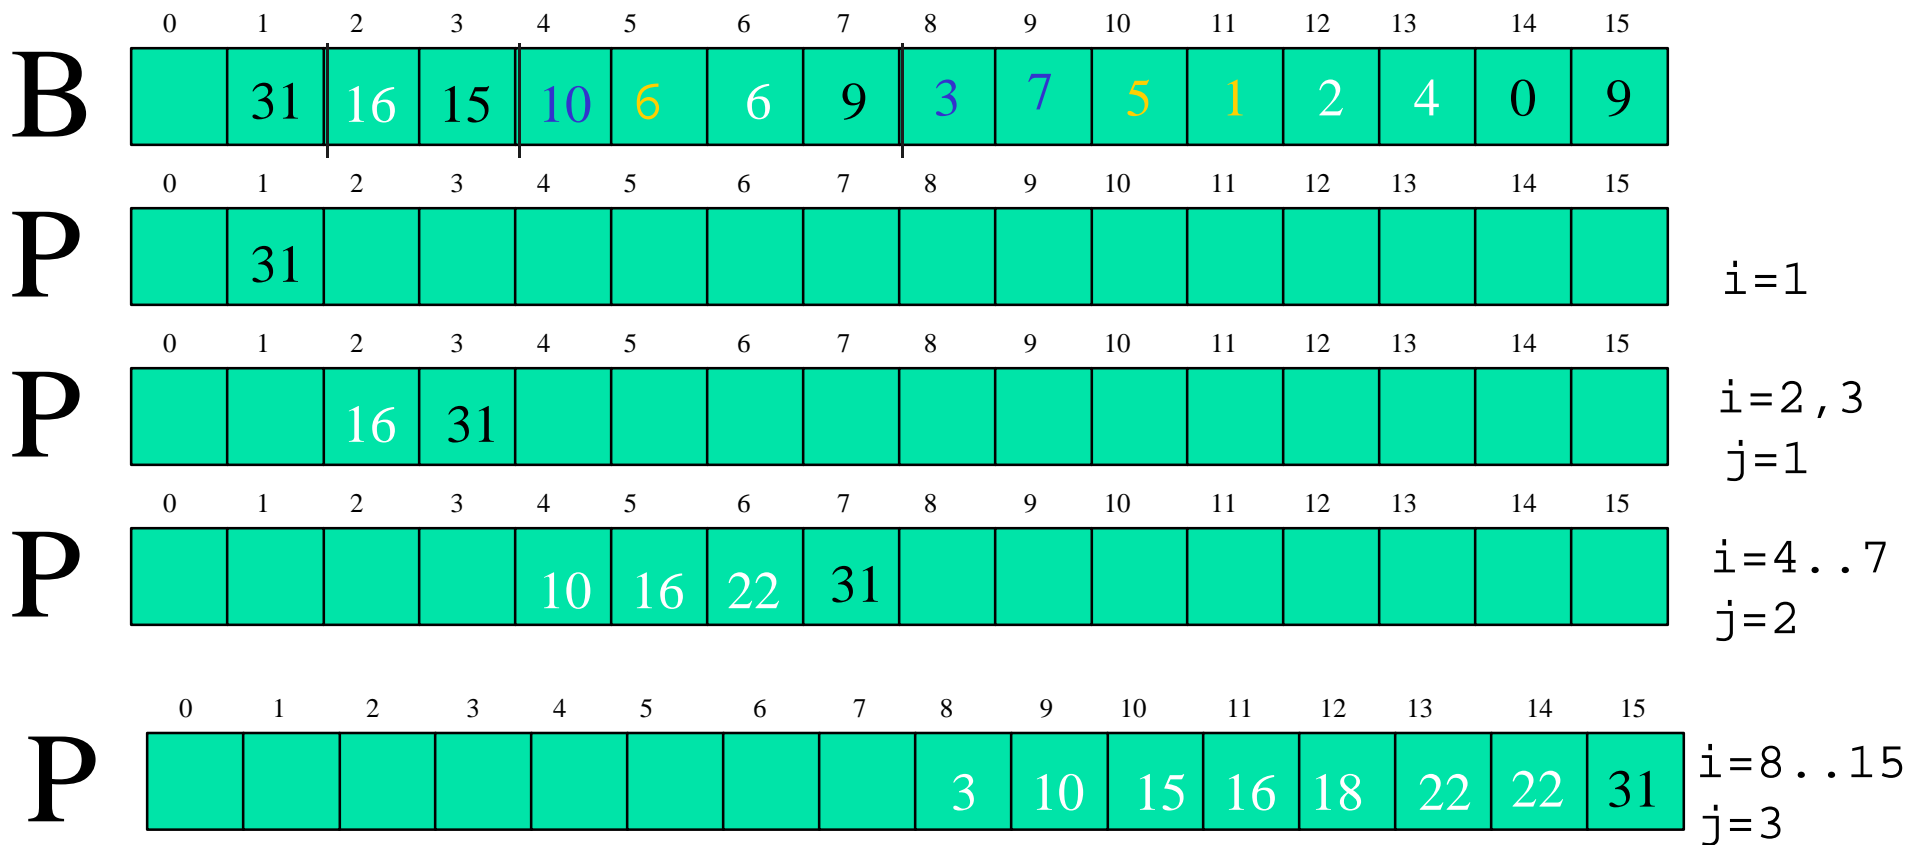 0 1 2 3 4 5 6 7 8 9 10 11 12 13 14 15
B 31 16 15 10 6 6 9 3 7 5 1 2 4 0 9
0 1 2 3 4 5 6 7 8 9 10 11 12 13 14 15
P 31 i=1
0 1 2 3 4 5 6 7 8 9 10 11 12 13 14 15
P 16 31 i=2,3
j=1
0 1 2 3 4 5 6 7 8 9 10 11 12 13 14 15
P 10 16 22 31 i=4..7
j=2
0 1 2 3 4 5 6 7 8 9 10 11 12 13 14 15
P 3 10 15 16 18 22 22 31 i=8..15
j=3